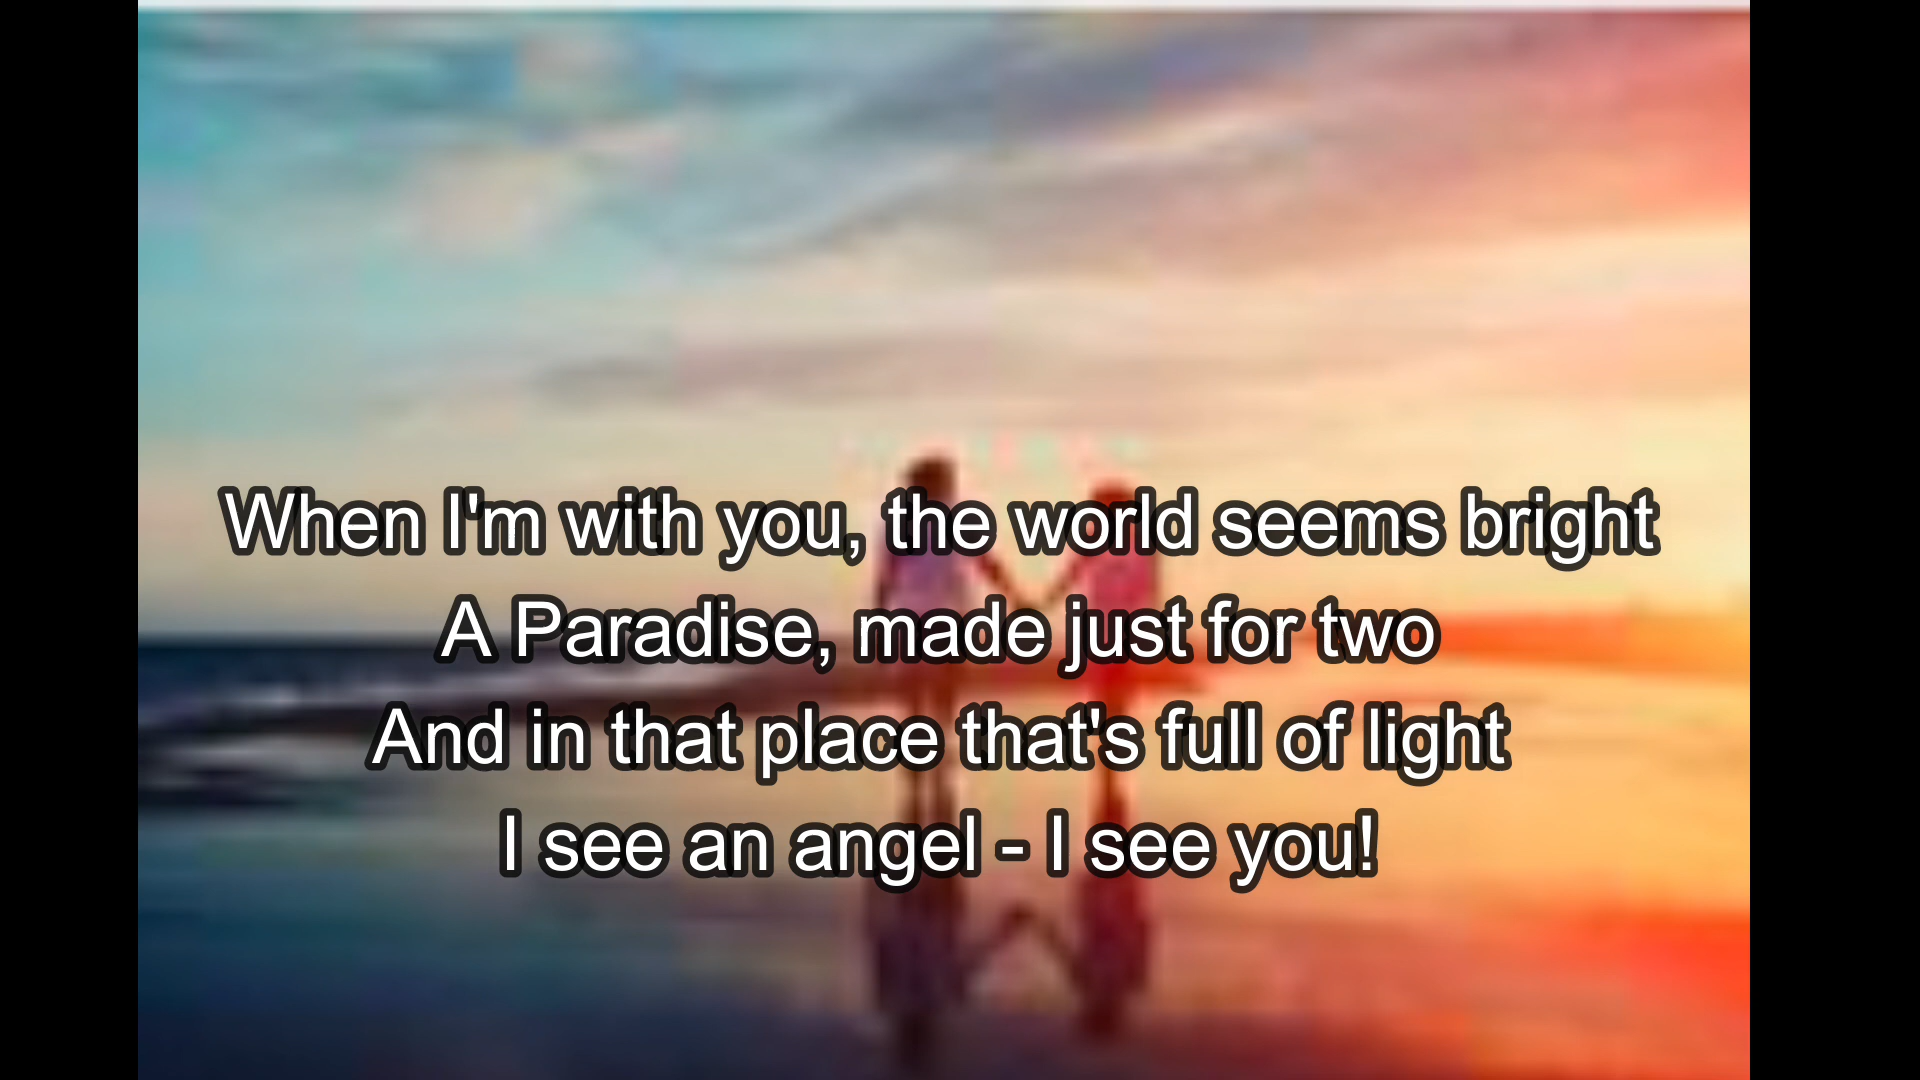 When I'm with you, the world seems bright
A Paradise, made just for two
And in that place that's full of light
I see an angel - I see you!